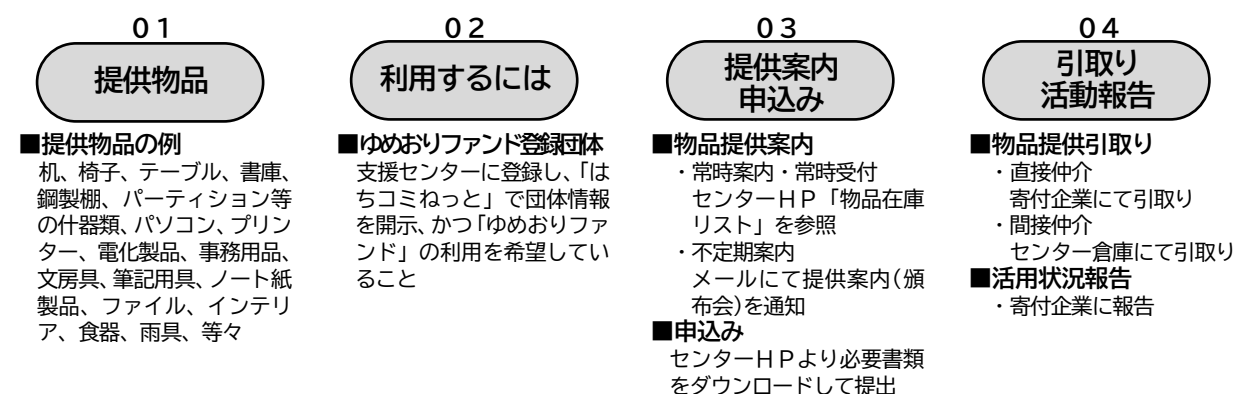 01
提供物品
■提供物品の例
机、椅子、テーブル、書庫、
鋼製棚、パーティション等
の什器類、パソコン、プリン
ター、電化製品、事務用品、
文房具、筆記用具、ノート紙
製品、ファイル、インテリ
ア、食器、雨具、等々
02
利用するには
■ゆめおりファンド登録団体
支援センターに登録し、「は
ちコミねっと」で団体情報
を開示、かつ「ゆめおりファ
ンド」の利用を希望してい
ること
03
提供案内
申込み
■物品提供案内
・常時案内・常時受付
センターHP「物品在庫
リスト」を参照
・不定期案内
メールにて提供案内(頒
布会)を通知
■申込み
センターHPより必要書類
をダウンロードして提出
04
引取り
活動報告
■物品提供引取り
・直接仲介
寄付企業にて引取り
・間接仲介
センター倉庫にて引取り
■活用状況報告
・寄付企業に報告